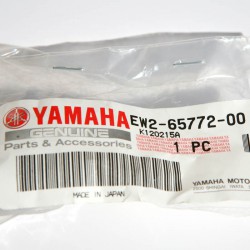 YAMAHA EW2-65772-00
GENUINE K120215A
Parts & Accessories 1 PC
MADE IN JAPAN
YAMAHA MOTO